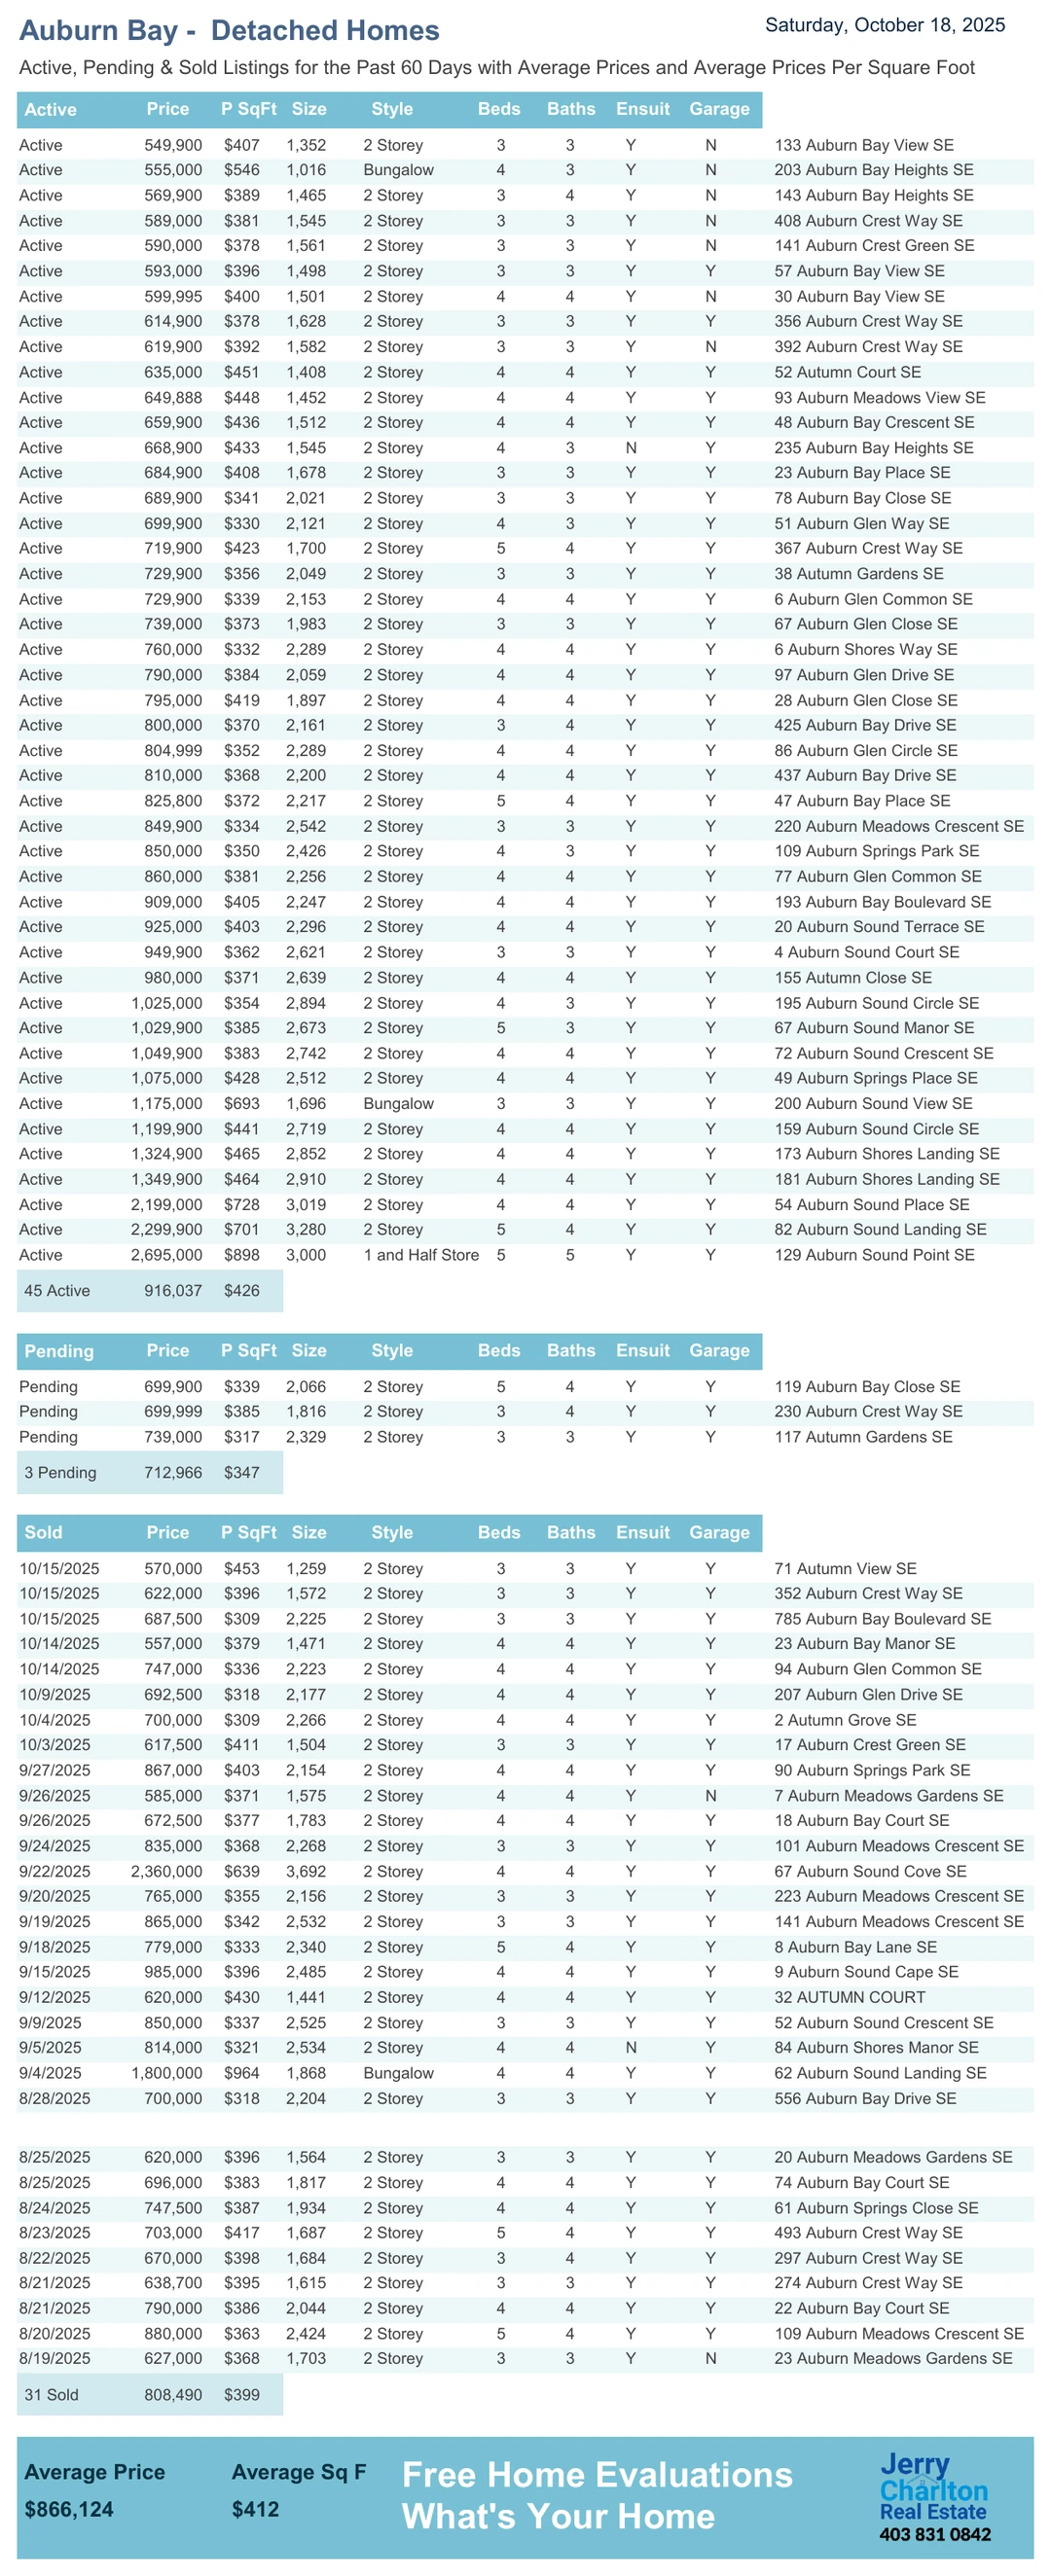 Auburn Bay - Detached Homes
Saturday, October 18, 2025
Active, Pending & Sold Listings for the Past 60 Days with Average Prices and Average Prices Per Square Foot
Active Price P SqFt Size Style Beds Baths Ensuit Garage
Active 549,900 $407 1,352 2 Storey 3 3 Y N 133 Auburn Bay View SE
Active 555,000 $546 1,016 Bungalow 4 3 Y N 203 Auburn Bay Heights SE
Active 569,900 $389 1,465 2 Storey 3 4 Y N 143 Auburn Bay Heights SE
Active 589,000 $381 1,545 2 Storey 3 3 Y N 408 Auburn Crest Way SE
Active 590,000 $378 1,561 2 Storey 3 3 Y N 141 Auburn Crest Green SE
Active 593,000 $396 1,498 2 Storey 3 3 Y Y 57 Auburn Bay View SE
Active 599,995 $400 1,501 2 Storey 4 4 Y N 30 Auburn Bay View SE
Active 614,900 $378 1,628 2 Storey 3 3 Y Y 356 Auburn Crest Way SE
Active 619,900 $392 1,582 2 Storey 3 3 Y N 392 Auburn Crest Way SE
Active 635,000 $451 1,408 2 Storey 4 4 Y Y 52 Autumn Court SE
Active 649,888 $448 1,452 2 Storey 4 4 Y Y 93 Auburn Meadows View SE
Active 659,900 $436 1,512 2 Storey 4 4 Y Y 48 Auburn Bay Crescent SE
Active 668,900 $433 1,545 2 Storey 4 3 N Y 235 Auburn Bay Heights SE
Active 684,900 $408 1,678 2 Storey 3 3 Y Y 23 Auburn Bay Place SE
Active 689,900 $341 2,021 2 Storey 3 3 Y Y 78 Auburn Bay Close SE
Active 699,900 $330 2,121 2 Storey 4 3 Y Y 51 Auburn Glen Way SE
Active 719,900 $423 1,700 2 Storey 5 4 Y Y 367 Auburn Crest Way SE
Active 729,900 $356 2,049 2 Storey 3 3 Y Y 38 Autumn Gardens SE
Active 729,900 $339 2,153 2 Storey 4 4 Y Y 6 Auburn Glen Common SE
Active 739,000 $373 1,983 2 Storey 3 3 Y Y 67 Auburn Glen Close SE
Active 760,000 $332 2,289 2 Storey 4 4 Y Y 6 Auburn Shores Way SE
Active 790,000 $384 2,059 2 Storey 4 4 Y Y 97 Auburn Glen Drive SE
Active 795,000 $419 1,897 2 Storey 4 4 Y Y 28 Auburn Glen Close SE
Active 800,000 $370 2,161 2 Storey 3 4 Y Y 425 Auburn Bay Drive SE
Active 804,999 $352 2,289 2 Storey 4 4 Y Y 86 Auburn Glen Circle SE
Active 810,000 $368 2,200 2 Storey 4 4 Y Y 437 Auburn Bay Drive SE
Active 825,800 $372 2,217 2 Storey 5 4 Y Y 47 Auburn Bay Place SE
Active 849,900 $334 2,542 2 Storey 3 3 Y Y 220 Auburn Meadows Crescent SE
Active 850,000 $350 2,426 2 Storey 4 3 Y Y 109 Auburn Springs Park SE
Active 860,000 $381 2,256 2 Storey 4 4 Y Y 77 Auburn Glen Common SE
Active 909,000 $405 2,247 2 Storey 4 4 Y Y 193 Auburn Bay Boulevard SE
Active 925,000 $403 2,296 2 Storey 4 4 Y Y 20 Auburn Sound Terrace SE
Active 949,900 $362 2,621 2 Storey 3 3 Y Y 4 Auburn Sound Court SE
Active 980,000 $371 2,639 2 Storey 4 4 Y Y 155 Autumn Close SE
Active 1,025,000 $354 2,894 2 Storey 4 3 Y Y 195 Auburn Sound Circle SE
Active 1,029,900 $385 2,673 2 Storey 5 3 Y Y 67 Auburn Sound Manor SE
Active 1,049,900 $383 2,742 2 Storey 4 4 Y Y 72 Auburn Sound Crescent SE
Active 1,075,000 $428 2,512 2 Storey 4 4 Y Y 49 Auburn Springs Place SE
Active 1,175,000 $693 1,696 Bungalow 3 3 Y Y 200 Auburn Sound View SE
Active 1,199,900 $441 2,719 2 Storey 4 4 Y Y 159 Auburn Sound Circle SE
Active 1,324,900 $465 2,852 2 Storey 4 4 Y Y 173 Auburn Shores Landing SE
Active 1,349,900 $464 2,910 2 Storey 4 4 Y Y 181 Auburn Shores Landing SE
Active 2,199,000 $728 3,019 2 Storey 4 4 Y Y 54 Auburn Sound Place SE
Active 2,299,900 $701 3,280 2 Storey 5 4 Y Y 82 Auburn Sound Landing SE
Active 2,695,000 $898 3,000 1 and Half Store 5 5 Y Y 129 Auburn Sound Point SE
45 Active 916,037 $426
Pending Price P SqFt Size Style Beds Baths Ensuit Garage
Pending 699,900 $339 2,066 2 Storey 5 4 Y Y 119 Auburn Bay Close SE
Pending 699,999 $385 1,816 2 Storey 3 4 Y Y 230 Auburn Crest Way SE
Pending 739,000 $317 2,329 2 Storey 3 3 Y Y 117 Autumn Gardens SE
3 Pending 712,966 $347
Sold Price P SqFt Size Style Beds Baths Ensuit Garage
10/15/2025 570,000 $453 1,259 2 Storey 3 3 Y Y 71 Autumn View SE
10/15/2025 622,000 $396 1,572 2 Storey 3 3 Y Y 352 Auburn Crest Way SE
10/15/2025 687,500 $309 2,225 2 Storey 3 3 Y Y 785 Auburn Bay Boulevard SE
10/14/2025 557,000 $379 1,471 2 Storey 4 4 Y Y 23 Auburn Bay Manor SE
10/14/2025 747,000 $336 2,223 2 Storey 4 4 Y Y 94 Auburn Glen Common SE
10/9/2025 692,500 $318 2,177 2 Storey 4 4 Y Y 207 Auburn Glen Drive SE
10/4/2025 700,000 $309 2,266 2 Storey 4 4 Y Y 2 Autumn Grove SE
10/3/2025 617,500 $411 1,504 2 Storey 3 3 Y Y 17 Auburn Crest Green SE
9/27/2025 867,000 $403 2,154 2 Storey 4 4 Y Y 90 Auburn Springs Park SE
9/26/2025 585,000 $371 1,575 2 Storey 4 4 Y N 7 Auburn Meadows Gardens SE
9/26/2025 672,500 $377 1,783 2 Storey 4 4 Y Y 18 Auburn Bay Court SE
9/24/2025 835,000 $368 2,268 2 Storey 3 3 Y Y 101 Auburn Meadows Crescent SE
9/22/2025 2,360,000 $639 3,692 2 Storey 4 4 Y Y 67 Auburn Sound Cove SE
9/20/2025 765,000 $355 2,156 2 Storey 3 3 Y Y 223 Auburn Meadows Crescent SE
9/19/2025 865,000 $342 2,532 2 Storey 3 3 Y Y 141 Auburn Meadows Crescent SE
9/18/2025 779,000 $333 2,340 2 Storey 5 4 Y Y 8 Auburn Bay Lane SE
9/15/2025 985,000 $396 2,485 2 Storey 4 4 Y Y 9 Auburn Sound Cape SE
9/12/2025 620,000 $430 1,441 2 Storey 4 4 Y Y 32 AUTUMN COURT
9/9/2025 850,000 $337 2,525 2 Storey 3 3 Y Y 52 Auburn Sound Crescent SE
9/5/2025 814,000 $321 2,534 2 Storey 4 4 N Y 84 Auburn Shores Manor SE
9/4/2025 1,800,000 $964 1,868 Bungalow 4 4 Y Y 62 Auburn Sound Landing SE
8/28/2025 700,000 $318 2,204 2 Storey 3 3 Y Y 556 Auburn Bay Drive SE
8/25/2025 620,000 $396 1,564 2 Storey 3 3 Y Y 20 Auburn Meadows Gardens SE
8/25/2025 696,000 $383 1,817 2 Storey 4 4 Y Y 74 Auburn Bay Court SE
8/24/2025 747,500 $387 1,934 2 Storey 4 4 Y Y 61 Auburn Springs Close SE
8/23/2025 703,000 $417 1,687 2 Storey 5 4 Y Y 493 Auburn Crest Way SE
8/22/2025 670,000 $398 1,684 2 Storey 3 4 Y Y 297 Auburn Crest Way SE
8/21/2025 638,700 $395 1,615 2 Storey 3 3 Y Y 274 Auburn Crest Way SE
8/21/2025 790,000 $386 2,044 2 Storey 4 4 Y Y 22 Auburn Bay Court SE
8/20/2025 880,000 $363 2,424 2 Storey 5 4 Y Y 109 Auburn Meadows Crescent SE
8/19/2025 627,000 $368 1,703 2 Storey 3 3 Y N 23 Auburn Meadows Gardens SE
31 Sold 808,490 $399
Average Price Average Sq F
$866,124 $412
Free Home Evaluations
What's Your Home
Jerry
Charlton
Real Estate
403 831 0842